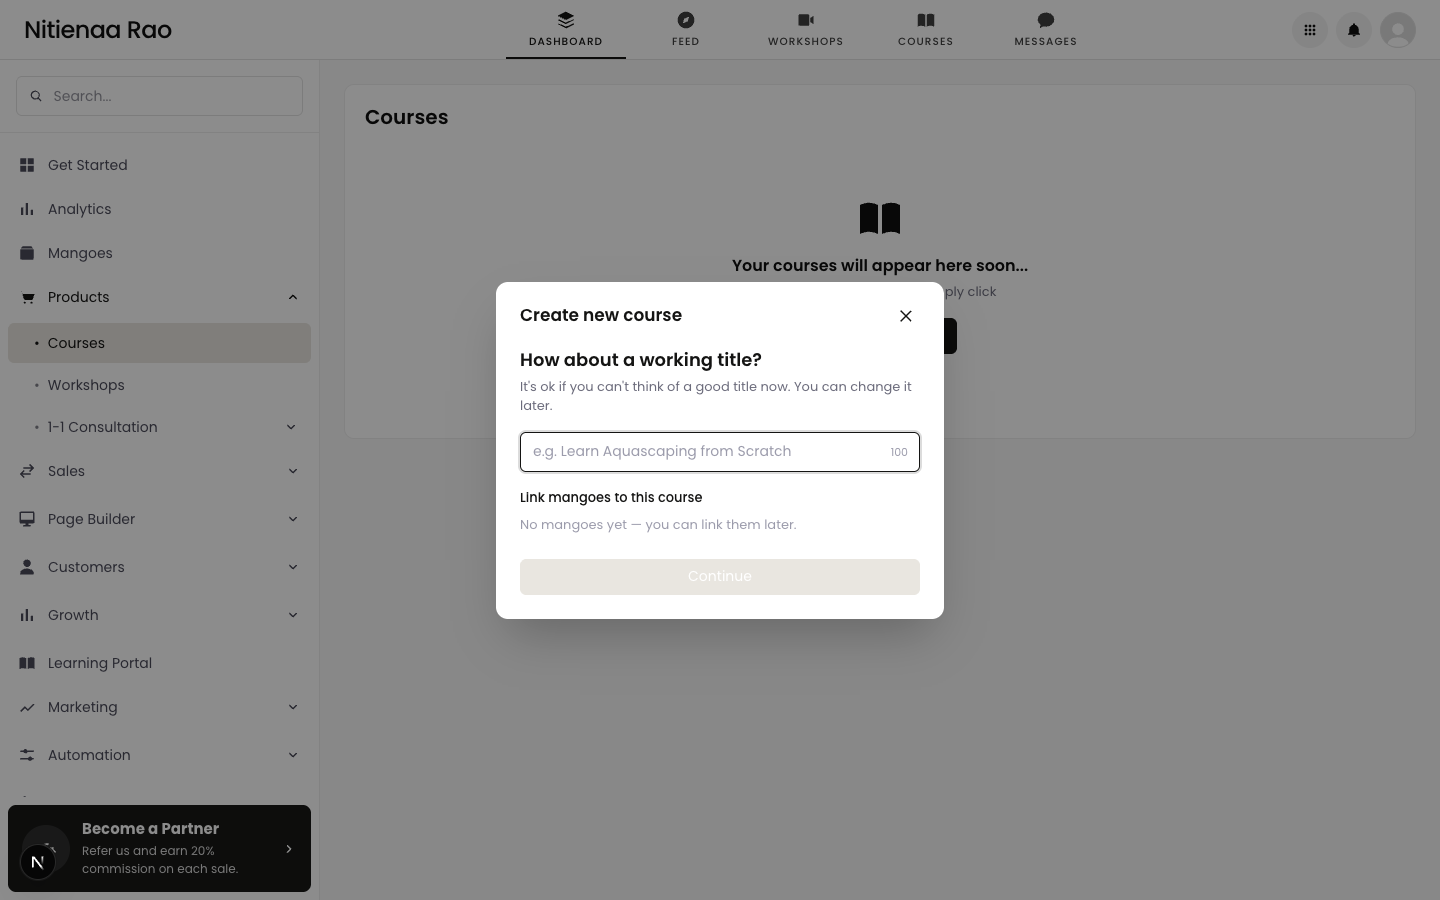 Nitienaa Rao
DASHBOARD
FEED
WORKSHOPS
COURSES
MESSAGES
Search...
Get Started
Analytics
Mangoes
Products
Courses
Workshops
1-1 Consultation
Sales
Page Builder
Customers
Growth
Learning Portal
Marketing
Automation
Become a Partner
Refer us and earn 20%
commission on each sale.
N
Courses
Your courses will appear here soon...
click
Create new course
How about a working title?
It's ok if you can't think of a good title now. You can change it
later.
e.g. Learn Aquascaping from Scratch
100
Link mangoes to this course
No mangoes yet — you can link them later.
Continue